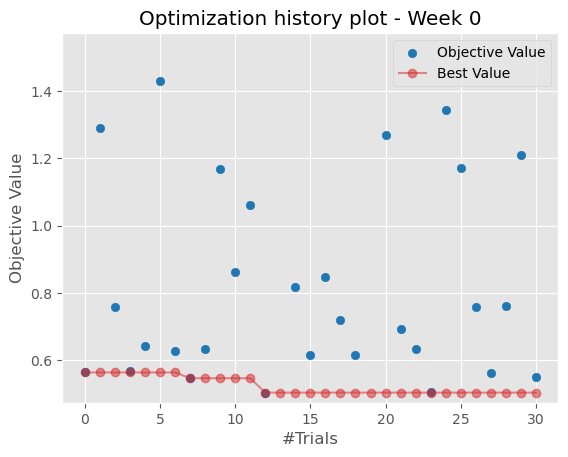 Optimization history plot - Week 0
Objective Value
Best Value
Objective Value
1.4
1.2
1.0
0.8
0.6
0
5
10
15
20
25
30
#Trials